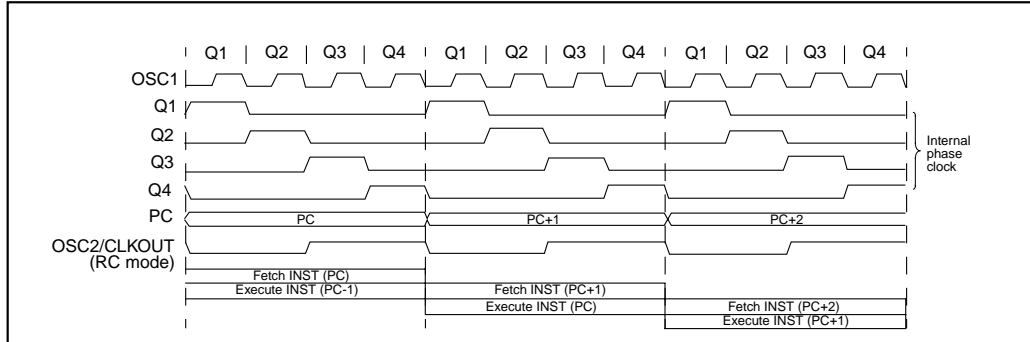 Q1 Q2 Q3 Q4 Q1 Q2 Q3 Q4 Q1 Q2 Q3 Q4
OSC1
Q1
Q2
Q3
Q4
Internal
phase
clock
PC
PC PC+1 PC+2
OSC2/CLKOUT
(RC mode)
Fetch INST (PC)
Execute INST (PC-1) Fetch INST (PC+1)
Execute INST (PC) Fetch INST (PC+2)
Execute INST (PC+1)